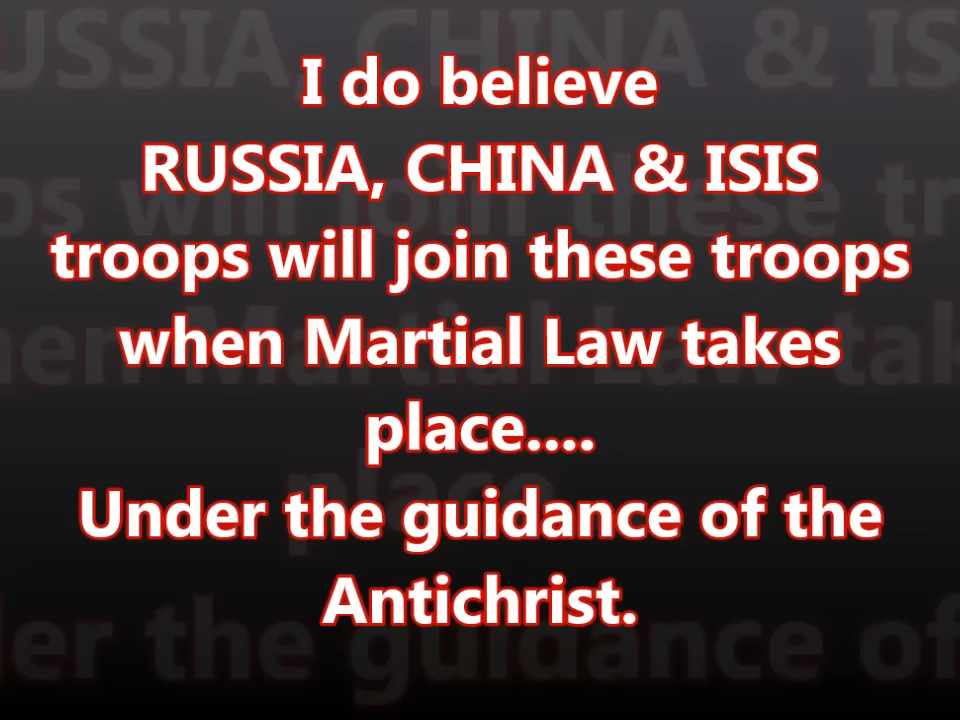 I do believe
RUSSIA, CHINA & ISIS
troops will join these troops
when Martial Law takes
place....
Under the guidance of the
Antichrist.